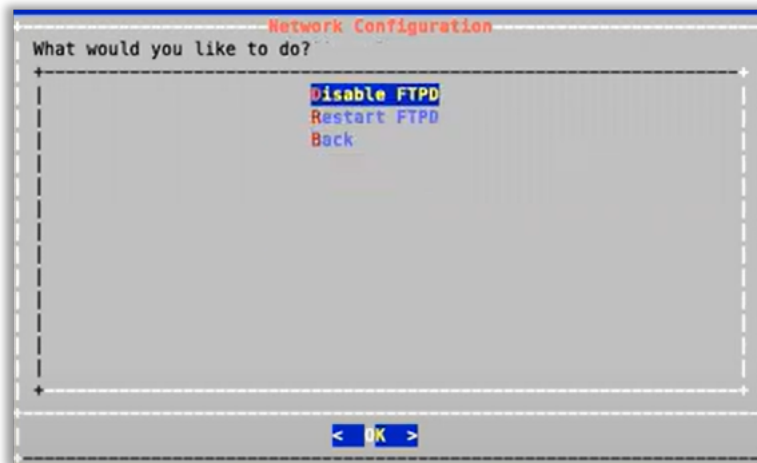 Network Configuration
What would you like to do?
Disable FTPD
Restart FTPD
Back
< OK >